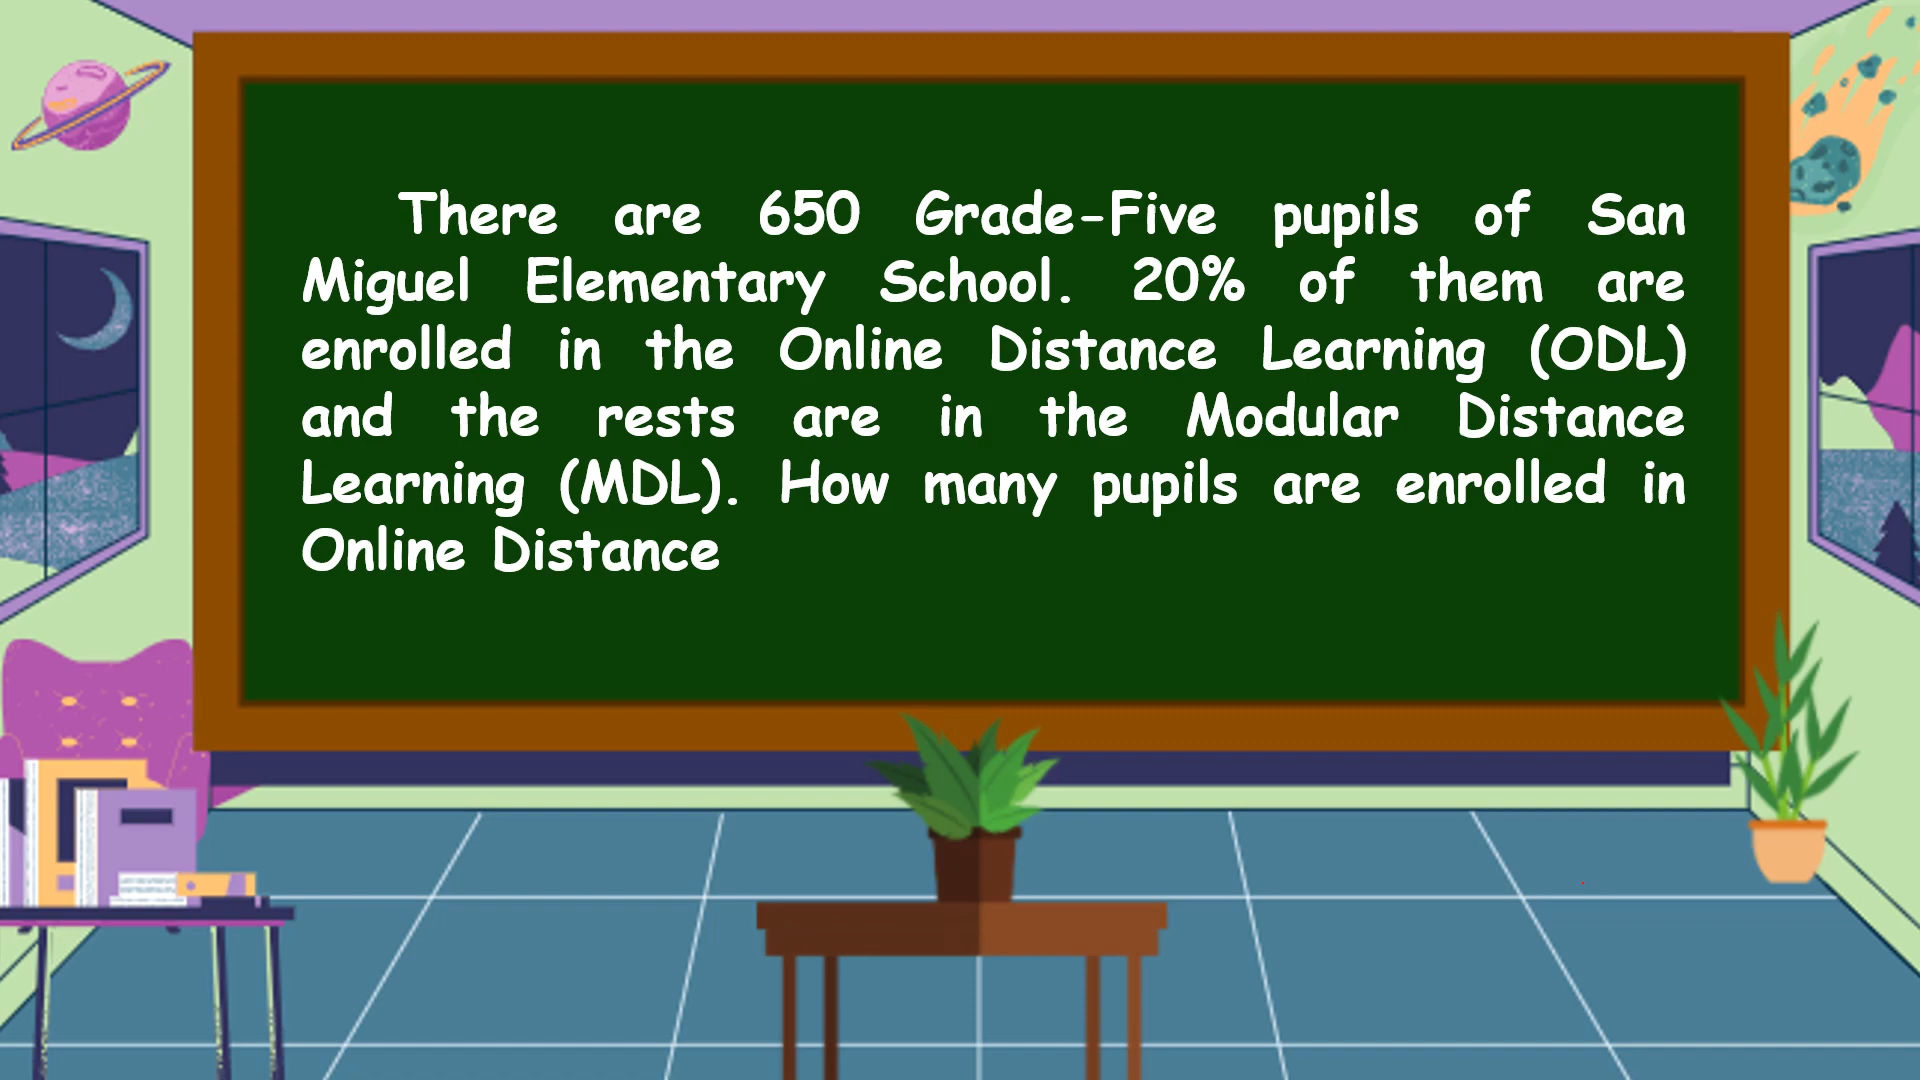 There are 650 Grade-Five pupils of San
Miguel Elementary School. 20% of them are
enrolled in the Online Distance Learning (ODL)
and the rests are in the Modular Distance
Learning (MDL). How many pupils are enrolled in
Online Distance